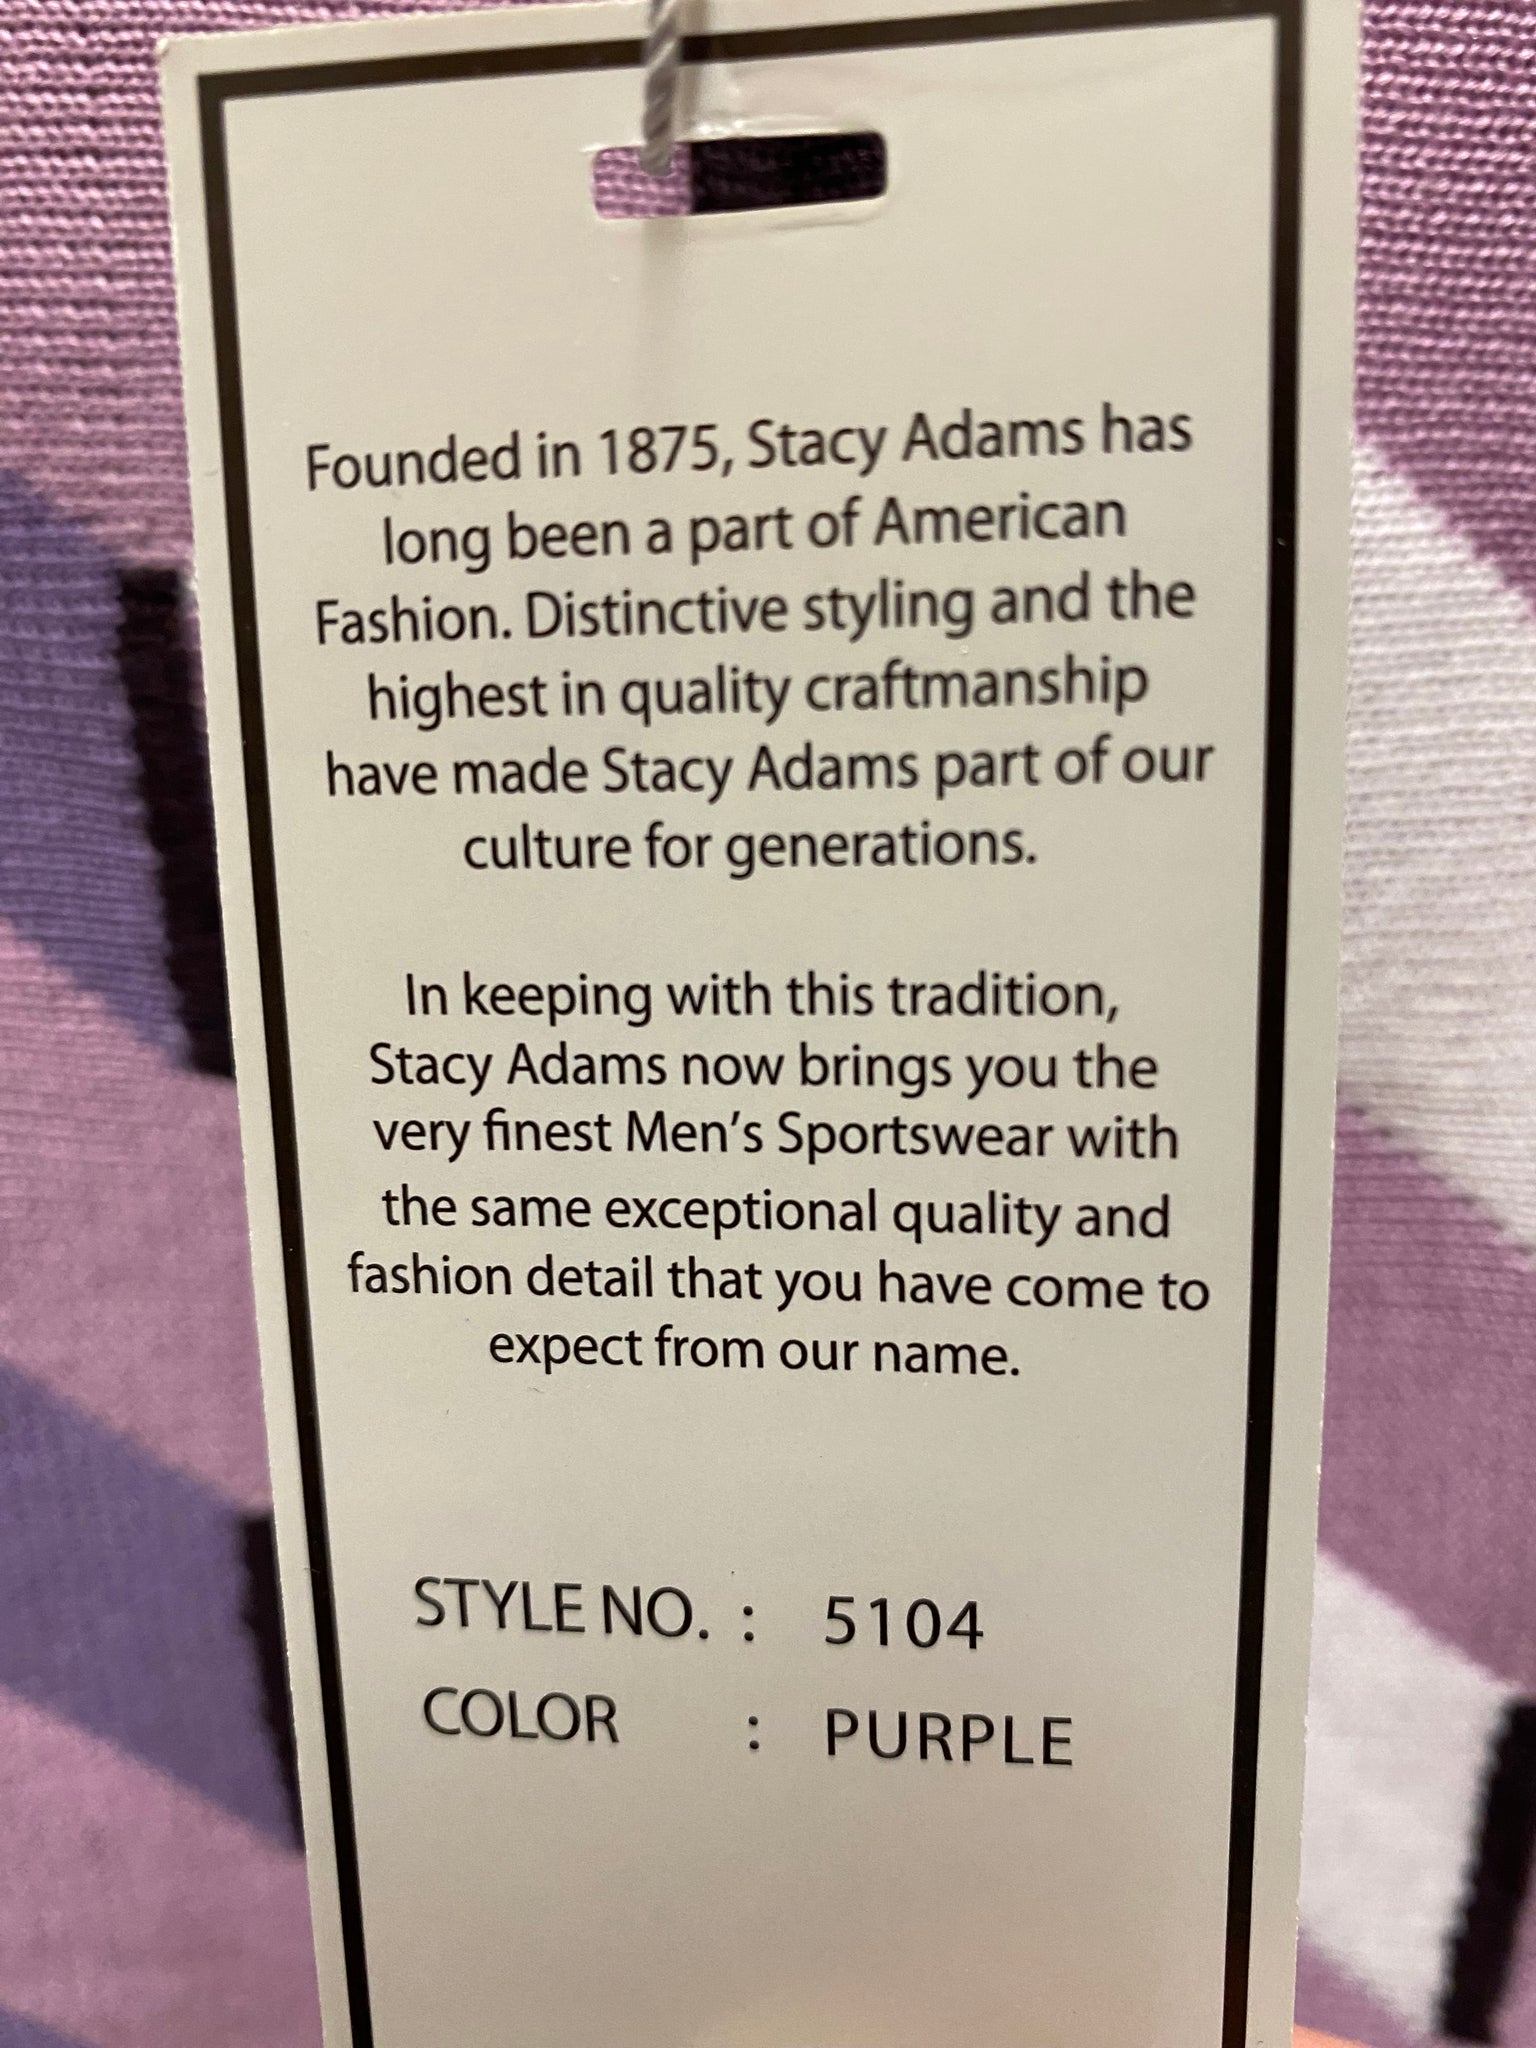 Founded in 1875, Stacy Adams has
long been a part of American
Fashion. Distinctive styling and the
highest in quality craftmanship
have made Stacy Adams part of our
culture for generations.
In keeping with this tradition,
Stacy Adams now brings you the
very finest Men's Sportswear with
the same exceptional quality and
fashion detail that you have come to
expect from our name.
STYLE NO. : 5104
COLOR : PURPLE